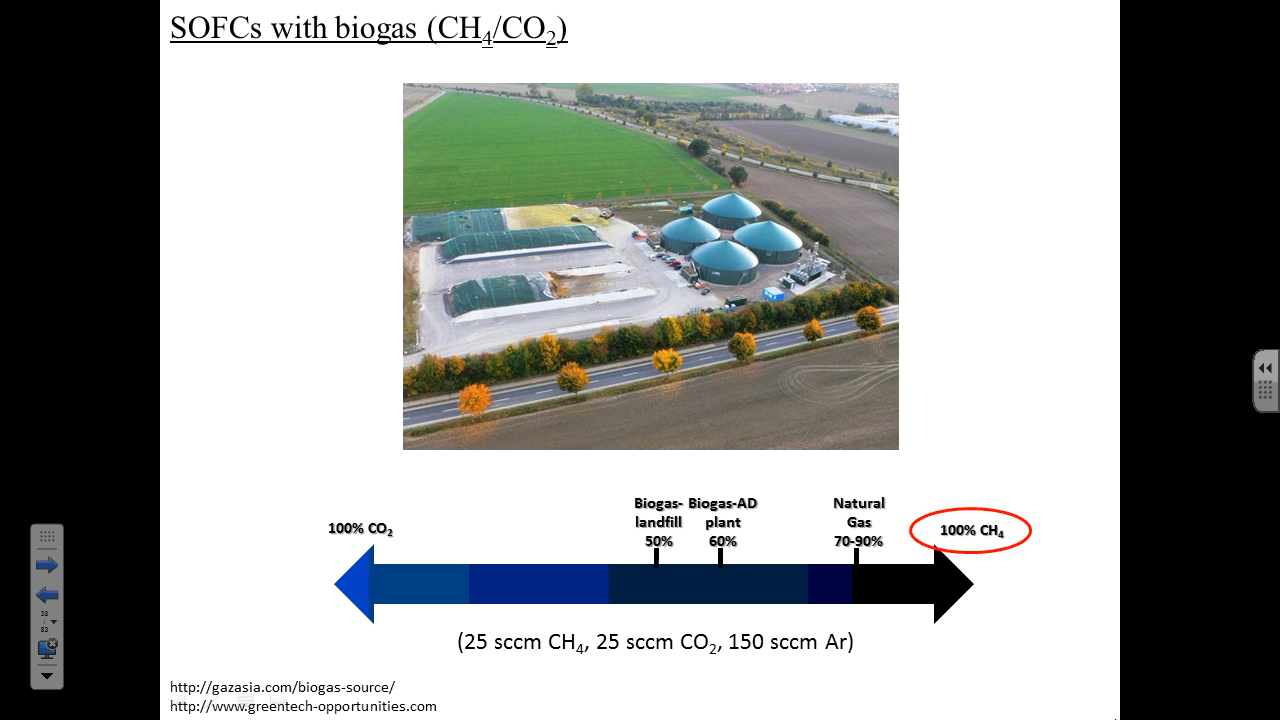 SOFCs with biogas (CH₄/CO₂)
Biogas-landfill 50%
Biogas-AD plant 60%
Natural Gas 70-90%
100% CO₂
100% CH₄
(25 sccm CH₄, 25 sccm CO₂, 150 sccm Ar)
38
83
http://gazasia.com/biogas-source/
http://www.greentech-opportunities.com